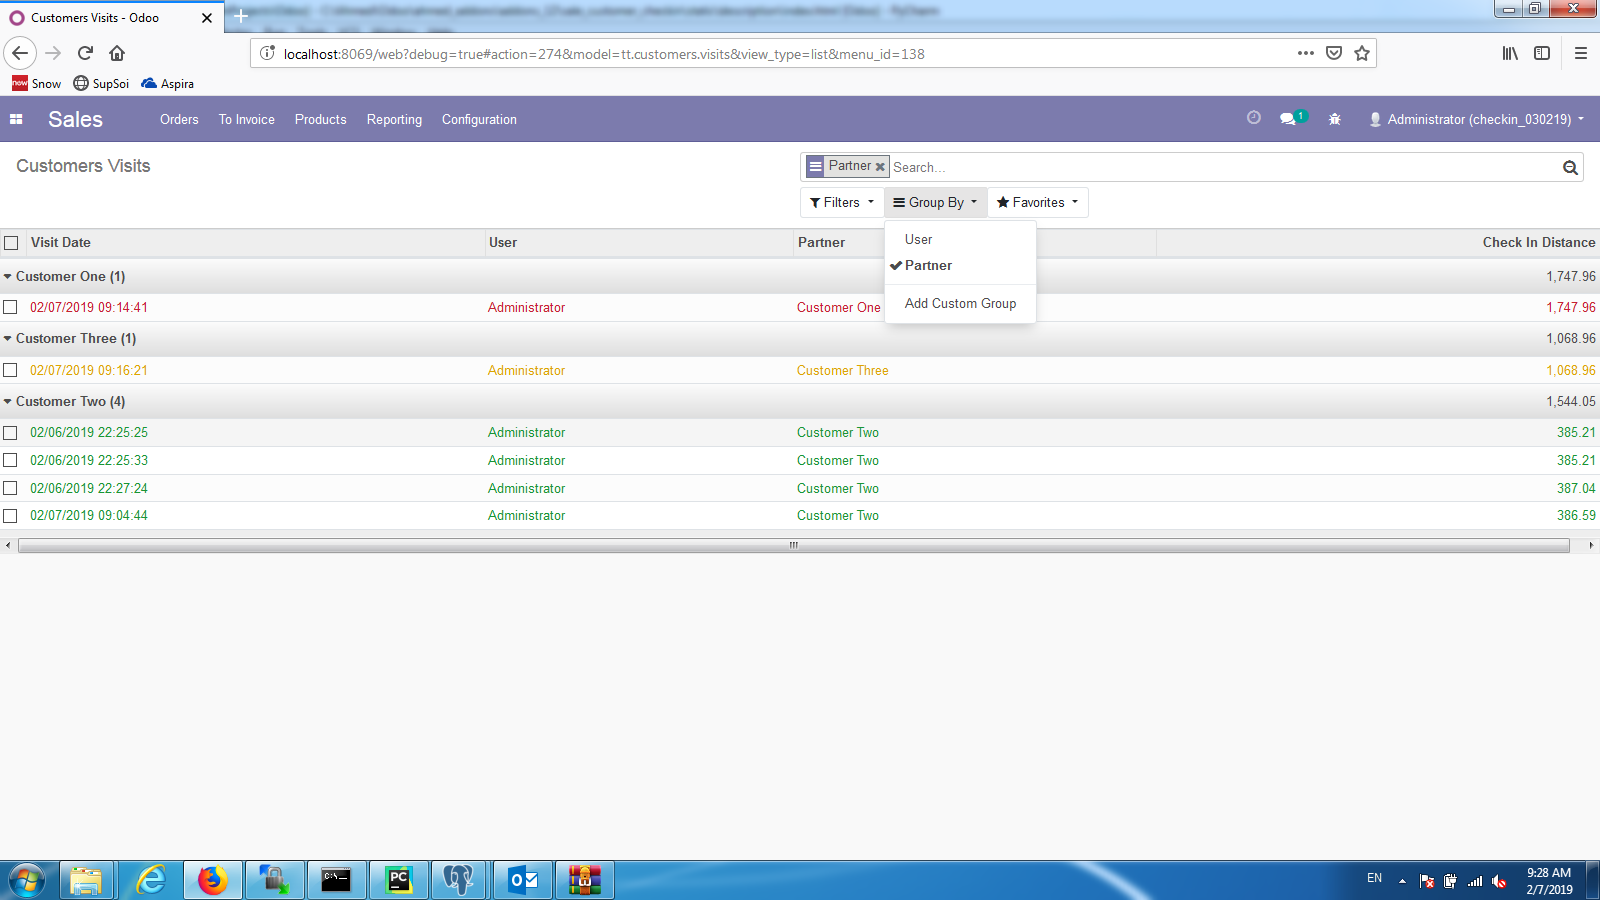 Customers Visits - Odoo
localhost:8069/web?debug=true#action=274&model=tt.customers.visits&view_type=list&menu_id=138
now Snow SupSoi Aspira
Sales Orders To Invoice Products Reporting Configuration 1 Administrator (checkin_030219)
Customers Visits
Partner Search...
Filters Group By Favorites
User
Partner
Add Custom Group
Visit Date User Partner Check In Distance
Customer One (1) 1,747.96
02/07/2019 09:14:41 Administrator Customer One 1,747.96
Customer Three (1) 1,068.96
02/07/2019 09:16:21 Administrator Customer Three 1,068.96
Customer Two (4) 1,544.05
02/06/2019 22:25:25 Administrator Customer Two 385.21
02/06/2019 22:25:33 Administrator Customer Two 385.21
02/06/2019 22:27:24 Administrator Customer Two 387.04
02/07/2019 09:04:44 Administrator Customer Two 386.59
C:\
PC
EN
9:28 AM
2/7/2019